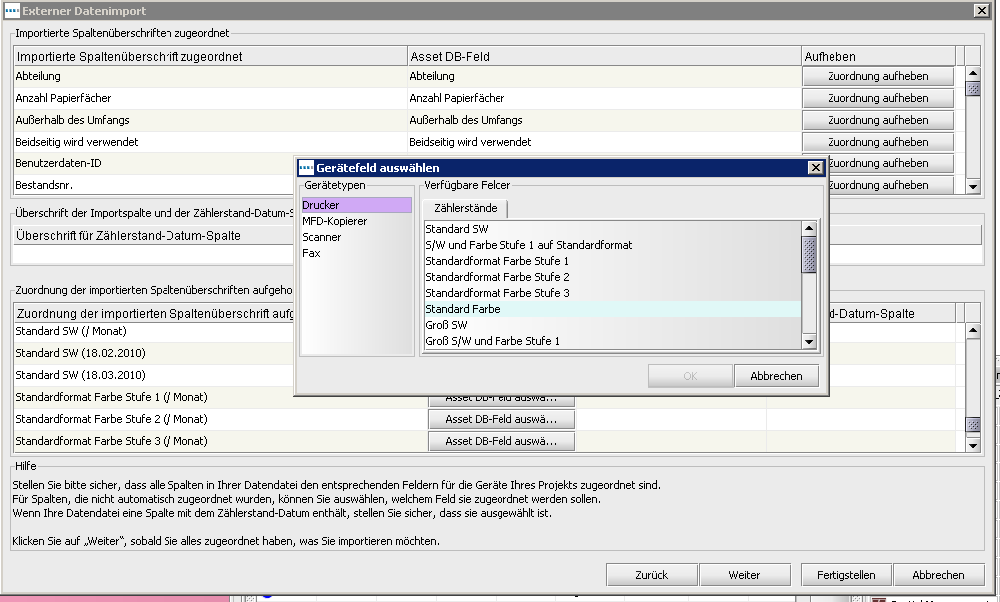 Externer Datenimport
Importierte Spaltenüberschriften zugeordnet
Importierte Spaltenüberschrift zugeordnet Asset DB-Feld Aufheben
Abteilung Abteilung Zuordnung aufheben
Anzahl Papierfächer Anzahl Papierfächer Zuordnung aufheben
Außerhalb des Umfangs Außerhalb des Umfangs Zuordnung aufheben
Beidseitig wird verwendet Beidseitig wird verwendet Zuordnung aufheben
Benutzerdaten-ID Zuordnung aufheben
Bestandsnr. Zuordnung aufheben
Überschrift der Importspalte und der Zählerstand-Datum-S
Überschrift für Zählerstand-Datum-Spalte
Zuordnung der importierten Spaltenüberschriften aufgeho
Zuordnung der importierten Spaltenüberschrift aufg d-Datum-Spalte
Standard SW (/ Monat)
Standard SW (18.02.2010)
Standard SW (18.03.2010)
Standardformat Farbe Stufe 1 (/ Monat) Asset DB-Feld auswä...
Standardformat Farbe Stufe 2 (/ Monat) Asset DB-Feld auswä...
Standardformat Farbe Stufe 3 (/ Monat) Asset DB-Feld auswä...
Gerätefeld auswählen
Gerätetypen
Drucker
MFD-Kopierer
Scanner
Fax
Verfügbare Felder
Zählerstände
Standard SW
S/W und Farbe Stufe 1 auf Standardformat
Standardformat Farbe Stufe 1
Standardformat Farbe Stufe 2
Standardformat Farbe Stufe 3
Standard Farbe
Groß SW
Groß S/W und Farbe Stufe 1
OK Abbrechen
Hilfe
Stellen Sie bitte sicher, dass alle Spalten in Ihrer Datendatei den entsprechenden Feldern für die Geräte Ihres Projekts zugeordnet sind.
Für Spalten, die nicht automatisch zugeordnet wurden, können Sie auswählen, welchem Feld sie zugeordnet werden sollen.
Wenn Ihre Datendatei eine Spalte mit dem Zählerstand-Datum enthält, stellen Sie sicher, dass sie ausgewählt ist.
Klicken Sie auf „Weiter“, sobald Sie alles zugeordnet haben, was Sie importieren möchten.
Zurück Weiter Fertigstellen Abbrechen